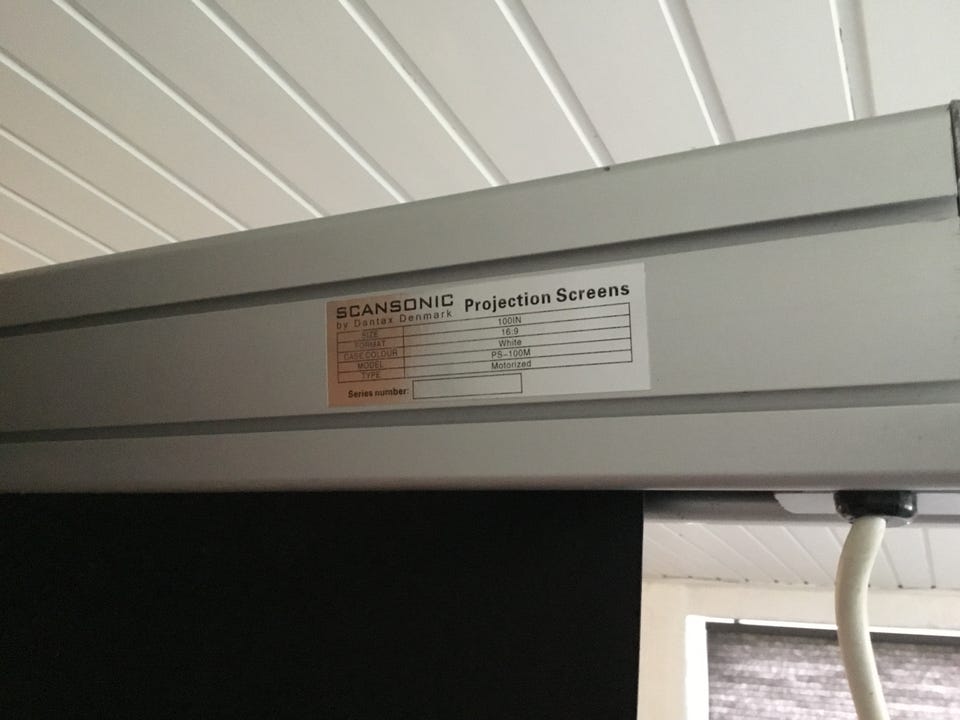 SCANSONIC Projection Screens
by Dantax Denmark
SIZE 100IN
FORMAT 16:9
CASE COLOUR White
MODEL PS-100M
TYPE Motorized
Series number: